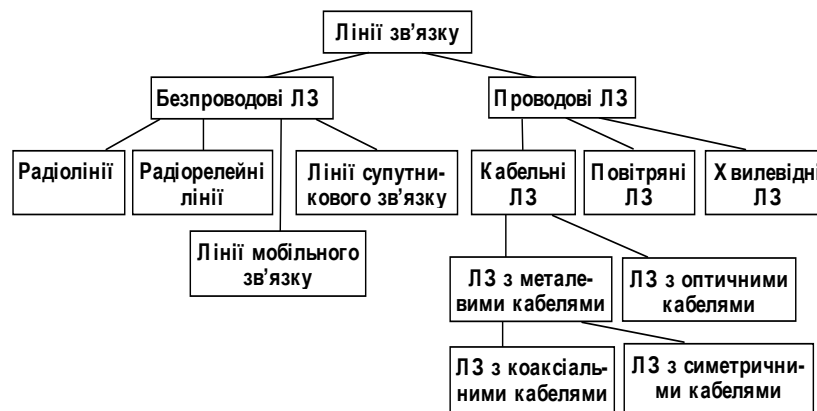 Лінії зв’язку
Безпроводові ЛЗ
Проводові ЛЗ
Радіолінії
Радіорелейні
лінії
Лінії супутни-
кового зв’язку
Кабельні
ЛЗ
Повітряні
ЛЗ
Хвилевідні
ЛЗ
Лінії мобільного
зв’язку
ЛЗ з металe-
вими кабелями
ЛЗ з оптичними
кабелями
ЛЗ з коаксіаль-
ними кабелями
ЛЗ з симетрични-
ми кабелями